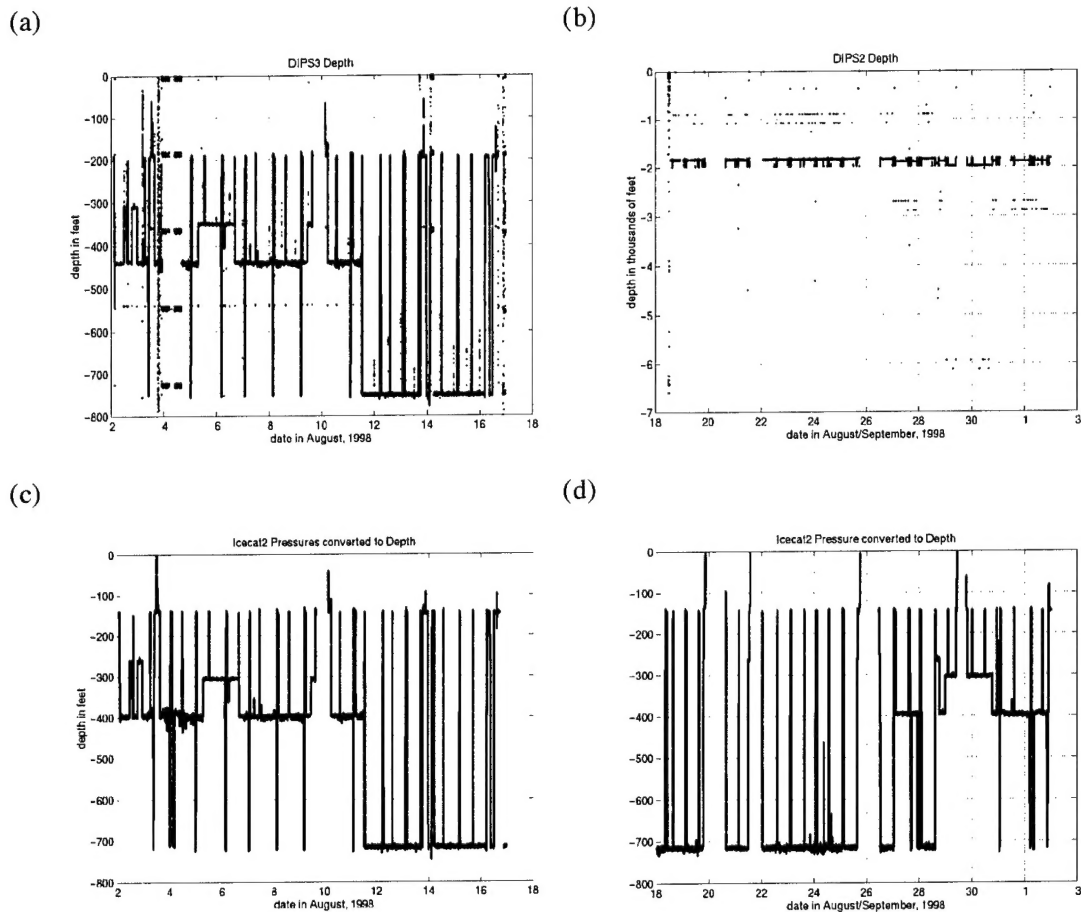 (a)
DIPS3 Depth
0
-100
-200
-300
-400
-500
-600
-700
-800
depth in feet
2 4 6 8 10 12 14 16 18
date in August, 1998
(b)
DIPS2 Depth
0
-1
-2
-3
-4
-5
-6
-7
depth in thousands of feet
18 20 22 24 26 28 30 1 3
date in August/September, 1998
(c)
Icecat2 Pressures converted to Depth
0
-100
-200
-300
-400
-500
-600
-700
-800
depth in feet
2 4 6 8 10 12 14 16 18
date in August, 1998
(d)
Icecat2 Pressure converted to Depth
0
-100
-200
-300
-400
-500
-600
-700
-800
18 20 22 24 26 28 30 1 3
date in August/September, 1998